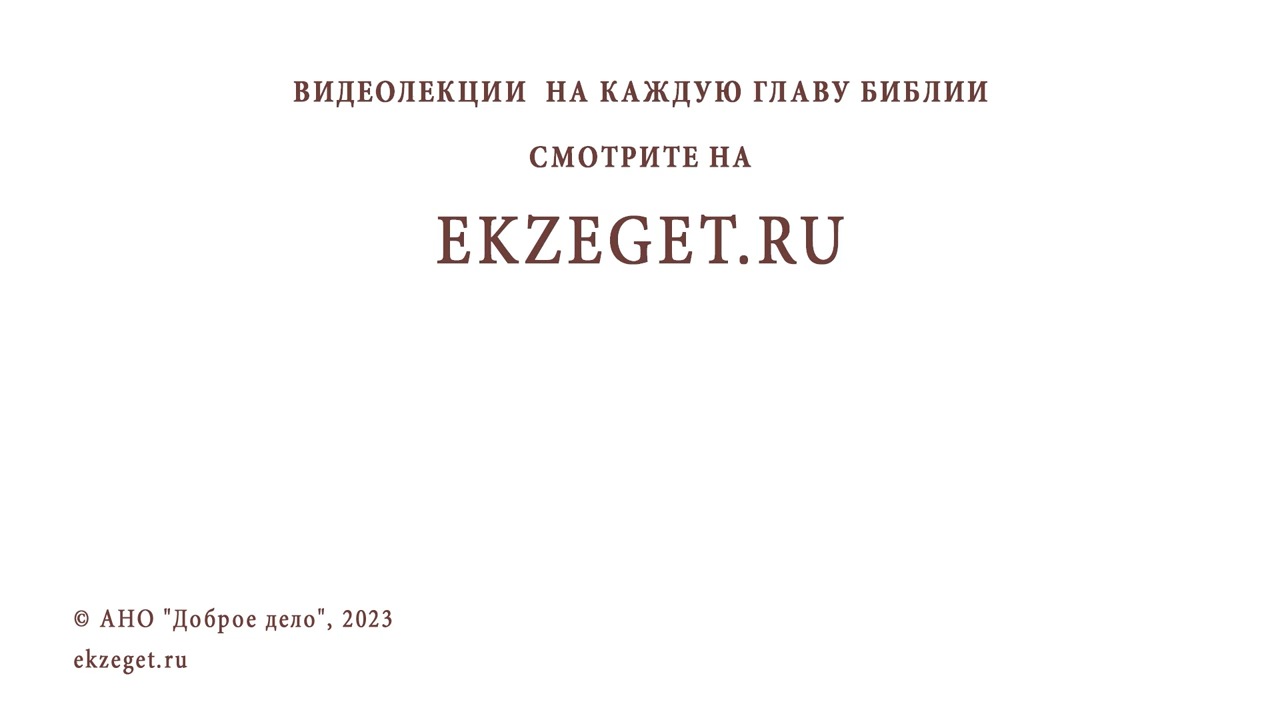 ВИДЕОЛЕКЦИИ НА КАЖДУЮ ГЛАВУ БИБЛИИ
СМОТРИТЕ НА
EKZEGET.RU
© АНО "Доброе дело", 2023
ekzeget.ru